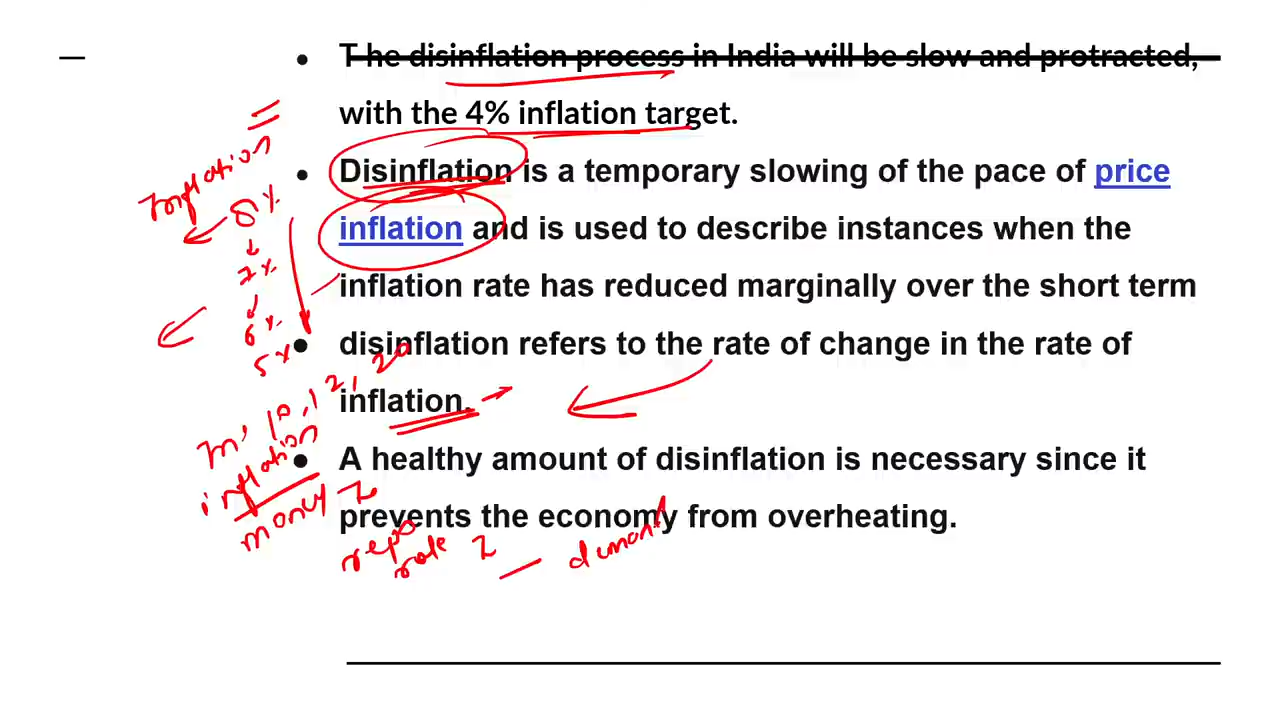 The disinflation process in India will be slow and protracted,
with the 4% inflation target.
Disinflation is a temporary slowing of the pace of price
inflation and is used to describe instances when the
inflation rate has reduced marginally over the short term
disinflation refers to the rate of change in the rate of
inflation.
A healthy amount of disinflation is necessary since it
prevents the economy from overheating.
Inflation
8%
7%
6%
5%
10, 12, 20
inflation
money
repo
rate
demand